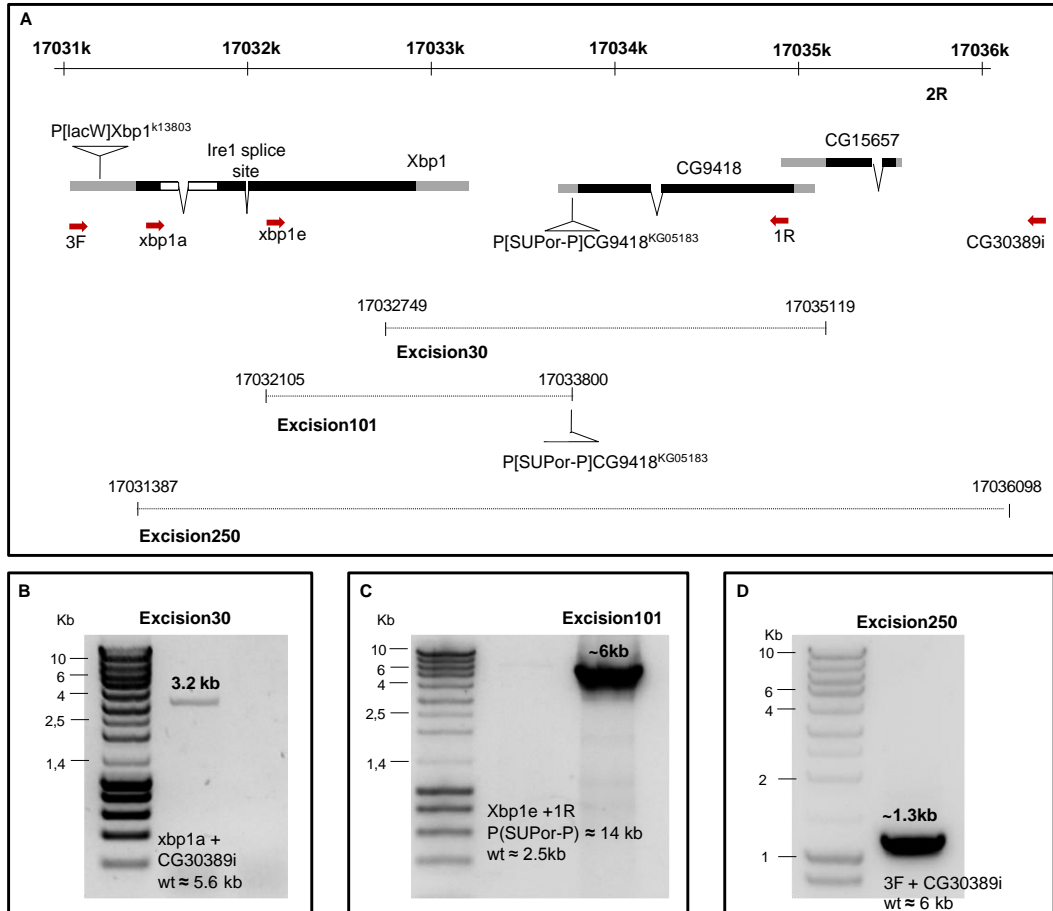 A
17031k 17032k 17033k 17034k 17035k 17036k
2R
P[lacW]Xbp1k13803
Ire1 splice
site
Xbp1
CG9418
CG15657
3F
xbp1a
xbp1e
P[SUPor-P]CG9418KG05183
1R
CG30389i
17032749 17035119
Excision30
17032105 17033800
Excision101
P[SUPor-P]CG9418KG05183
17031387 17036098
Excision250
B
Kb
Excision30
10
6
4
2,5
1,4
3.2 kb
xbp1a +
CG30389i
wt ≈ 5.6 kb
C
Kb
Excision101
10
6
4
2,5
1,4
~6kb
Xbp1e +1R
P(SUPor-P) ≈ 14 kb
wt ≈ 2.5kb
D
Kb
Excision250
10
6
4
2
1
~1.3kb
3F + CG30389i
wt ≈ 6 kb